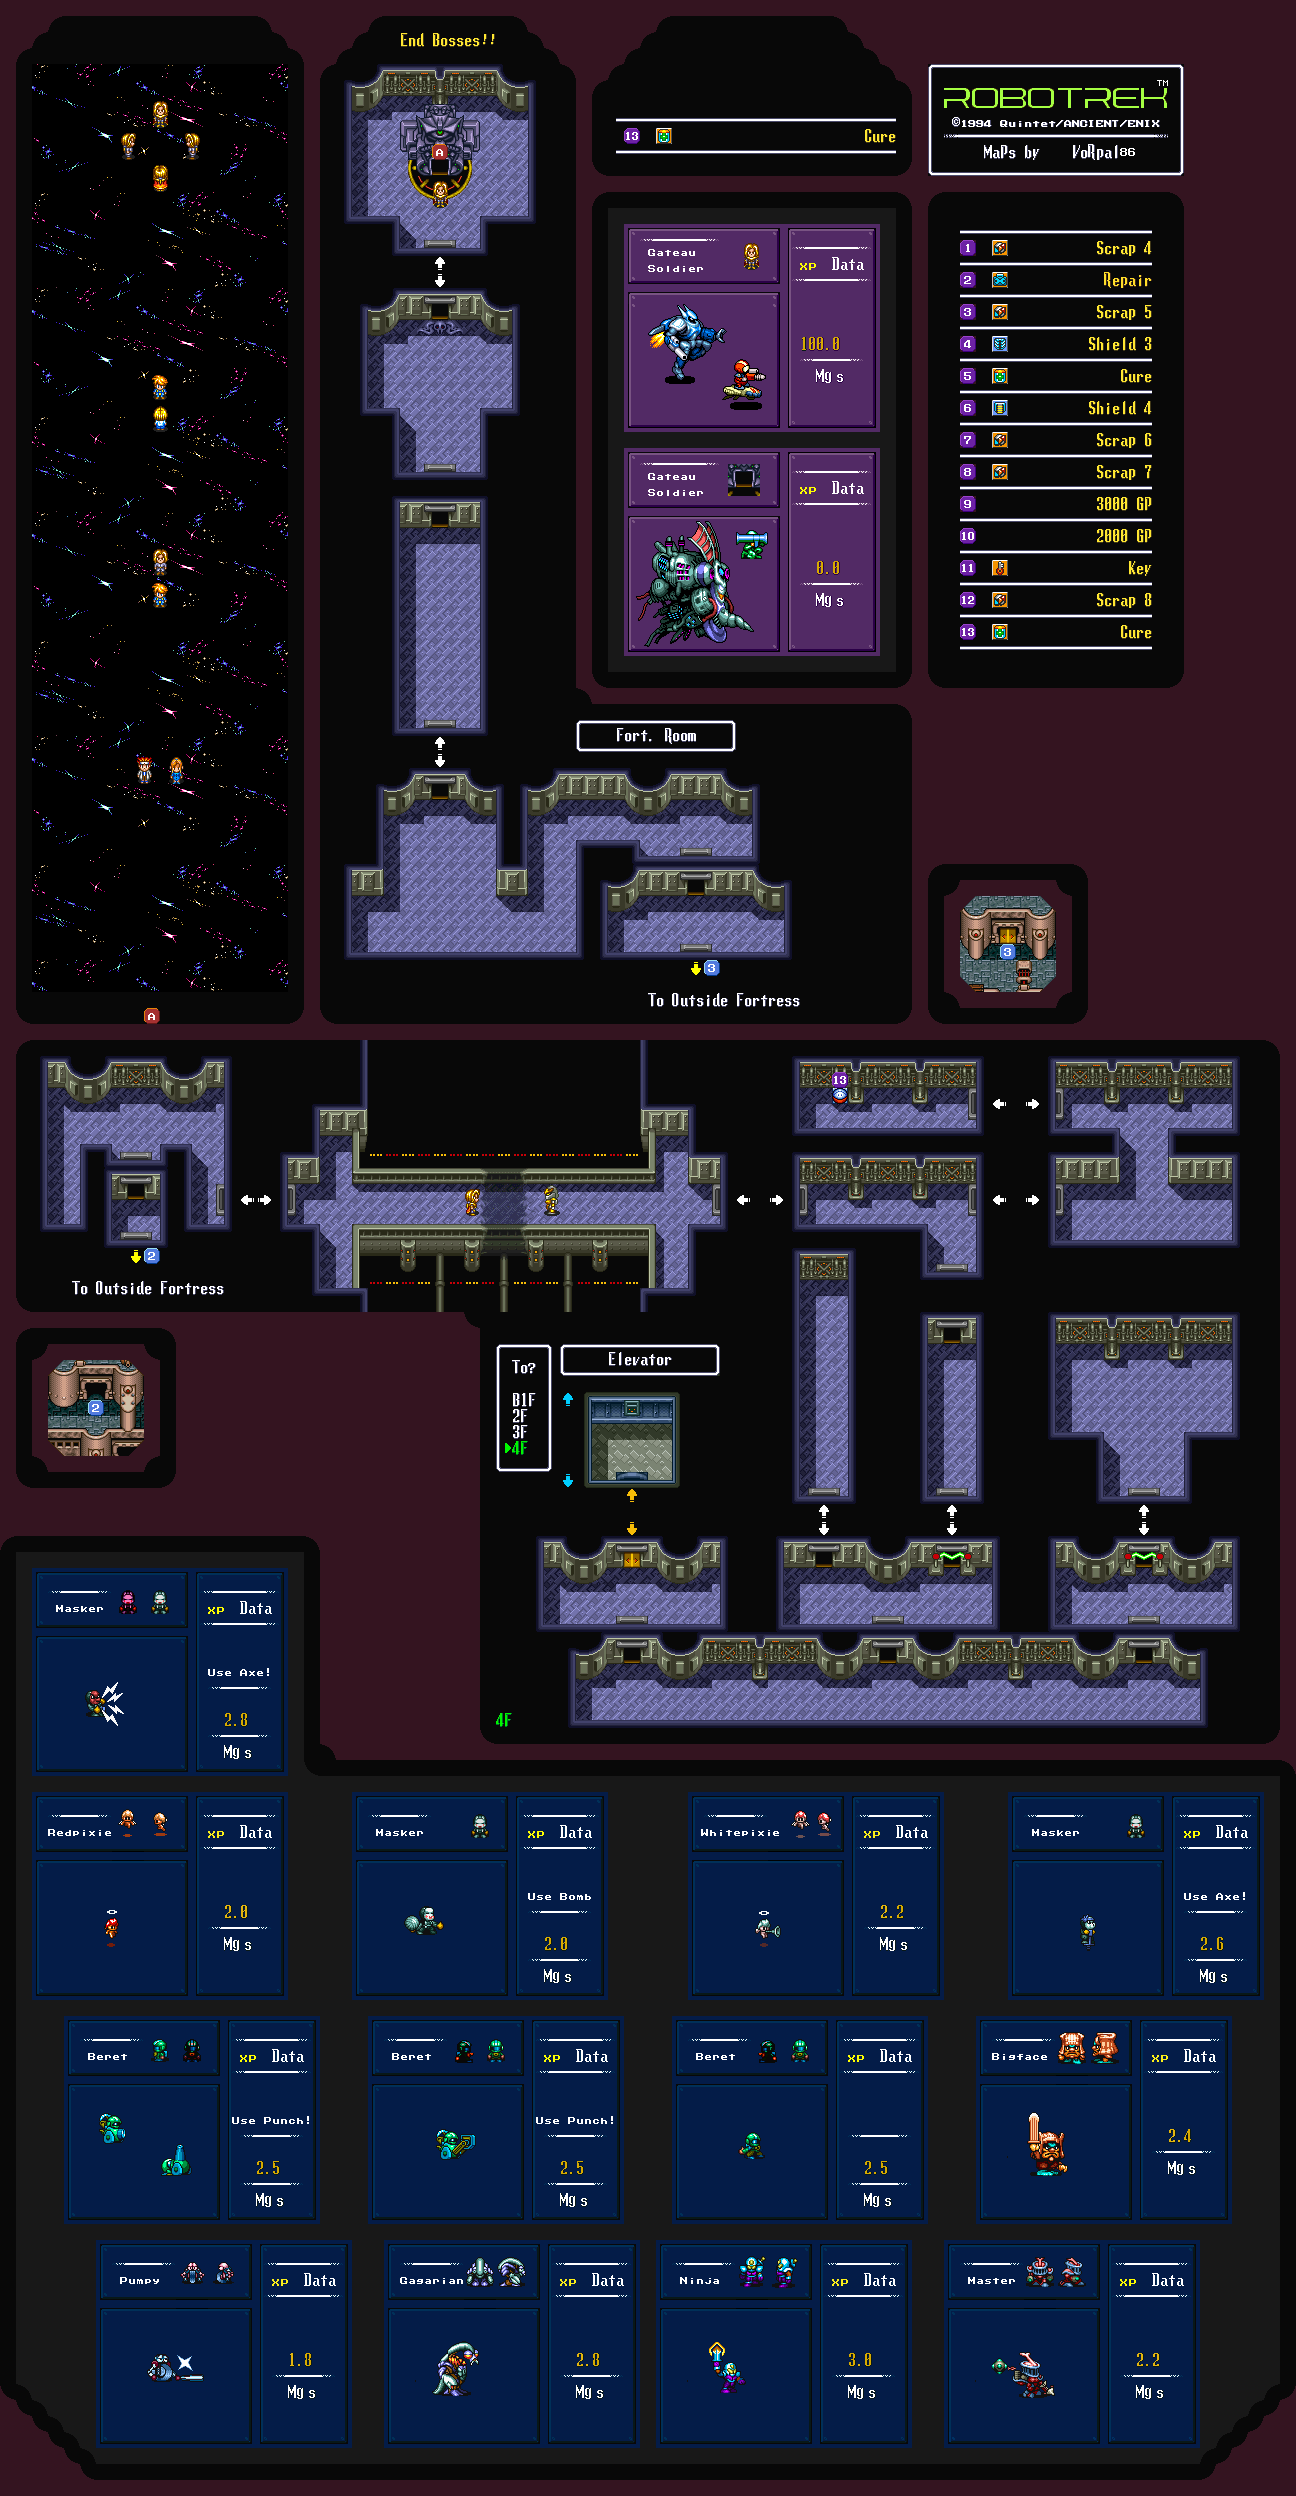 End Bosses!!
A
13 Cure
ROBOTREK™
©1994 Quintet/ANCIENT/ENIX
MaPs by VoRpal86
Gateau
Soldier
XP Data
100.0
Mg s
Gateau
Soldier
XP Data
0.0
Mg s
1 Scrap 4
2 Repair
3 Scrap 5
4 Shield 3
5 Cure
6 Shield 4
7 Scrap 6
8 Scrap 7
9 3000 GP
10 2000 GP
11 Key
12 Scrap 8
13 Cure
Fort. Room
3
To Outside Fortress
3
A
13
2
To Outside Fortress
2
To?
B1F
2F
3F
4F
Elevator
4F
Masker
XP Data
Use Axe!
2.8
Mg s
Redpixie
XP Data
2.0
Mg s
Masker
XP Data
Use Bomb
2.0
Mg s
Whitepixie
XP Data
2.2
Mg s
Masker
XP Data
Use Axe!
2.6
Mg s
Beret
XP Data
Use Punch!
2.5
Mg s
Beret
XP Data
Use Punch!
2.5
Mg s
Beret
XP Data
2.5
Mg s
Bigface
XP Data
2.4
Mg s
Pumpy
XP Data
1.8
Mg s
Gagarian
XP Data
2.8
Mg s
Ninja
XP Data
3.0
Mg s
Master
XP Data
2.2
Mg s